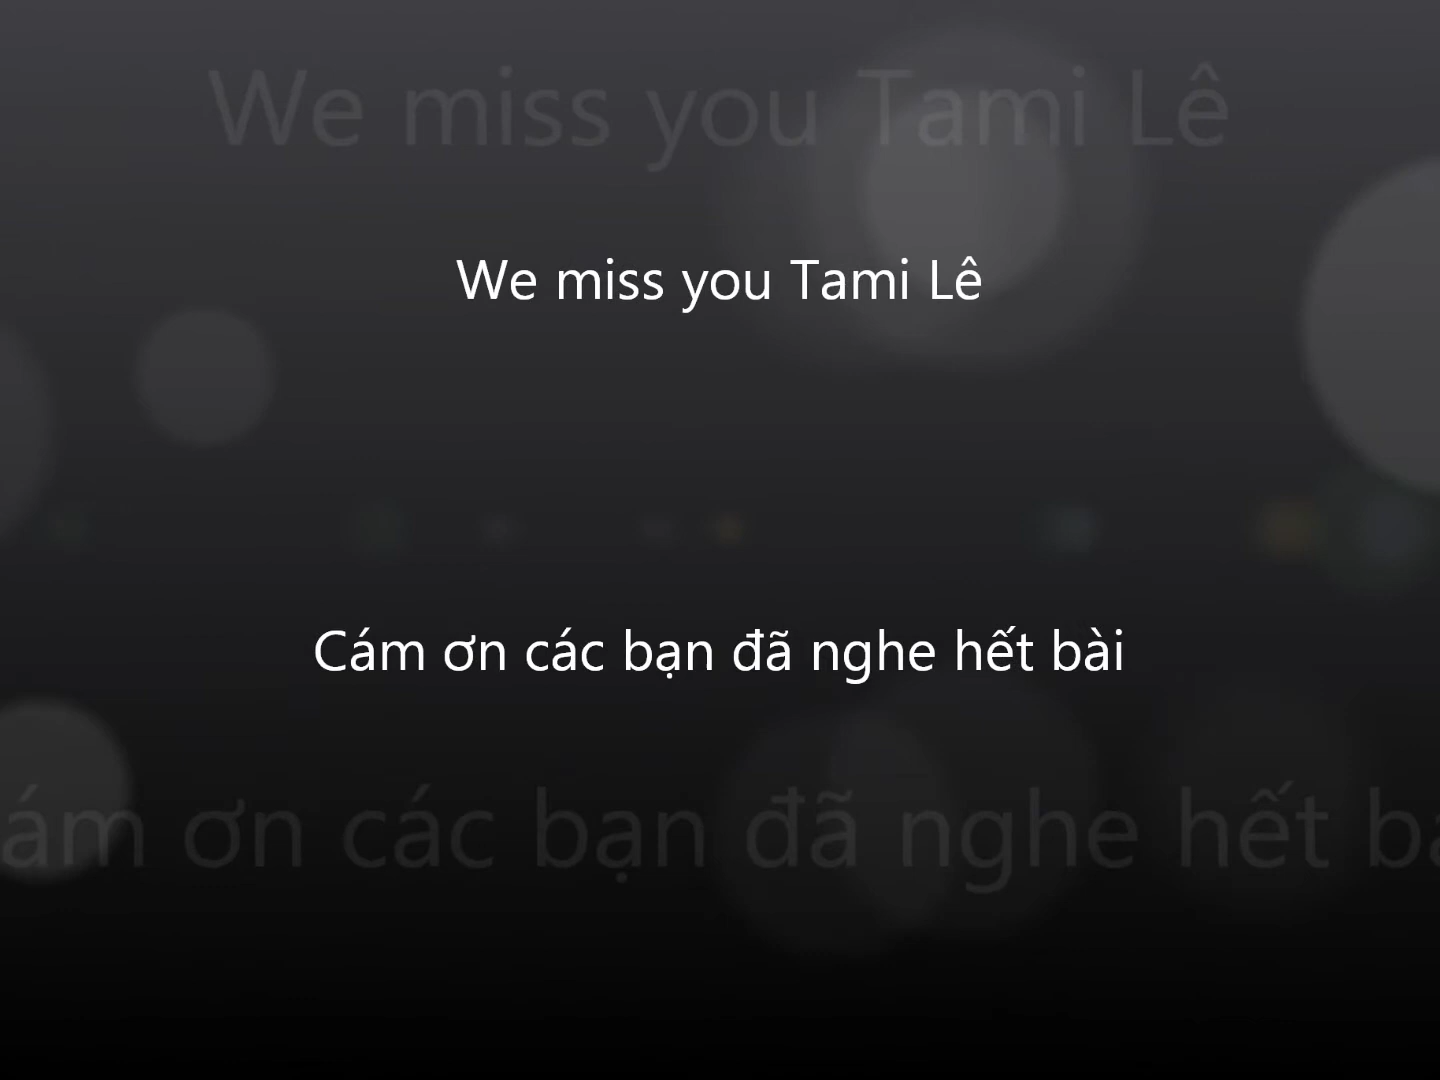 We miss you Tami Lê
We miss you Tami Lê
Cám ơn các bạn đã nghe hết bài
ám ơn các bạn đã nghe hết bà